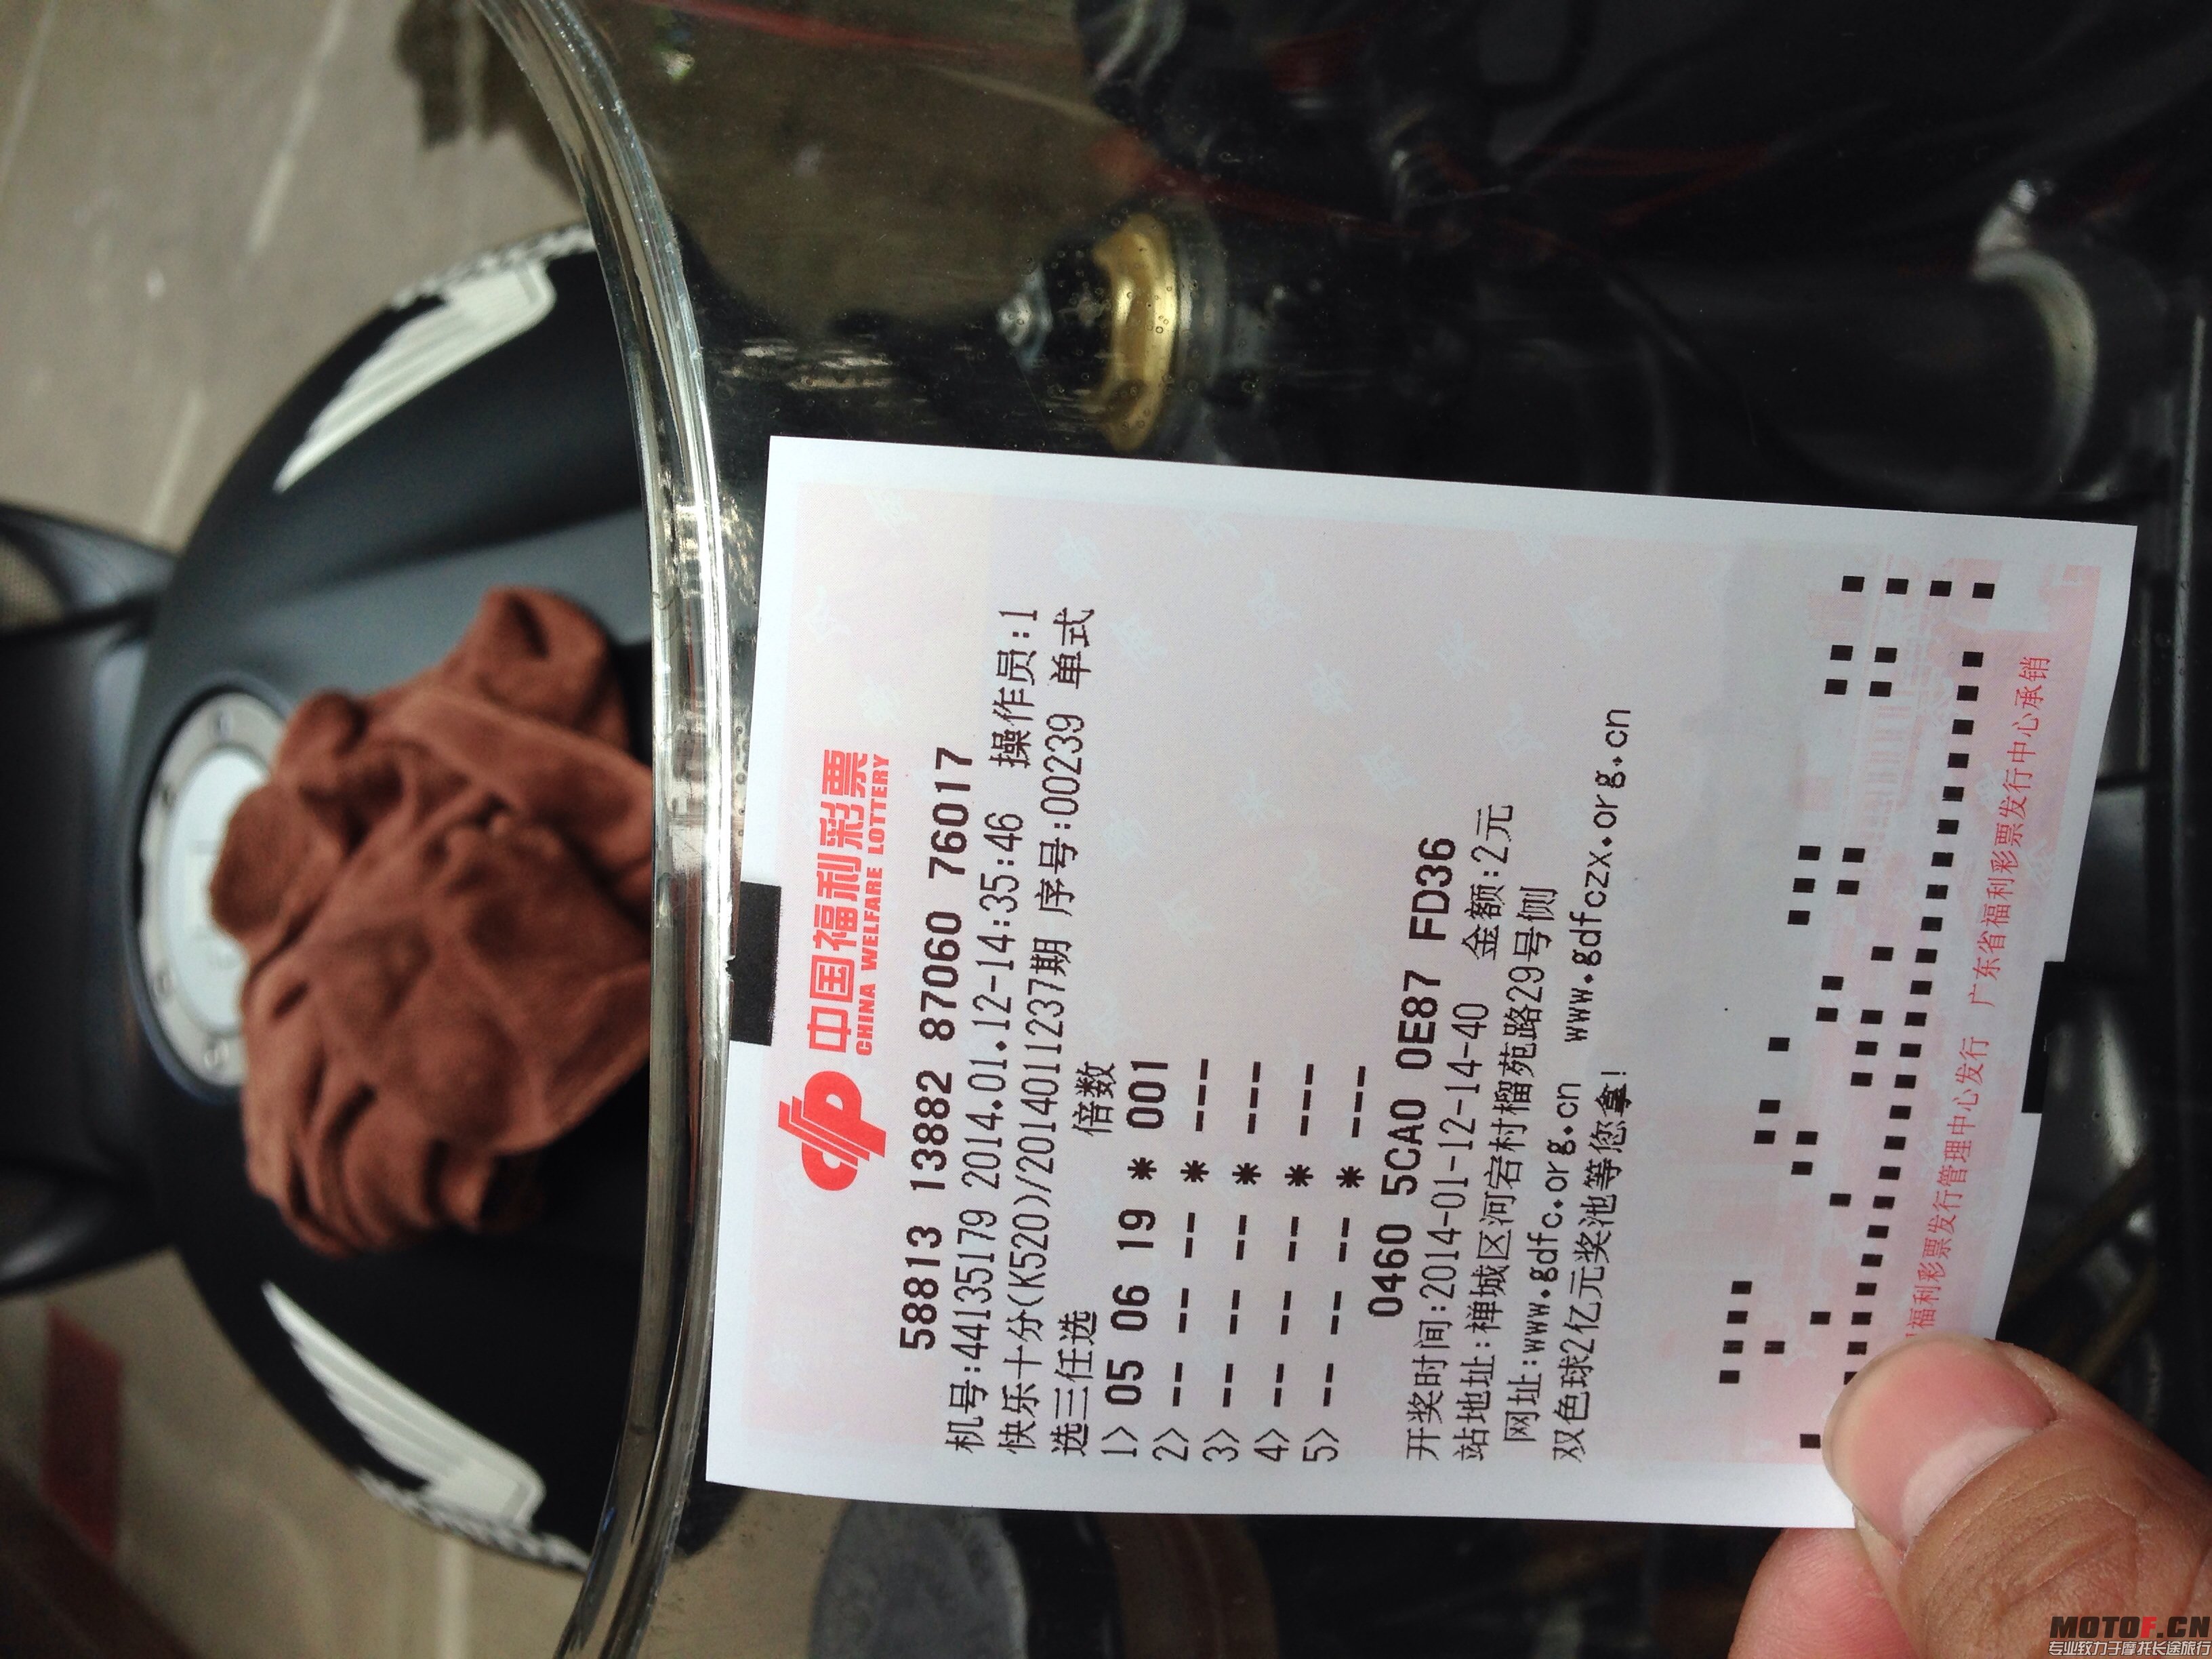 中国福利彩票
CHINA WELFARE LOTTERY
58813 13882 87060 76017
机号:44135179 2014.01.12-14:35:46 操作员:1
快乐十分(K520)/2014011237期 序号:00239 单式
选三任选 倍数
1> 05 06 19 * 001
2> -- -- -- * ---
3> -- -- -- * ---
4> -- -- -- * ---
5> -- -- -- * ---
0460 5CA0 0E87 FD36
开奖时间:2014-01-12-14-40 金额:2元
站地址:禅城区河宕村榴苑路29号侧
网址:www.gdfc.org.cn www.gdfczx.org.cn
双色球2亿元奖池等您拿!
福利彩票发行管理中心发行 广东省福利彩票发行中心承销
MOTOF.CN
专业致力于摩托长途旅行